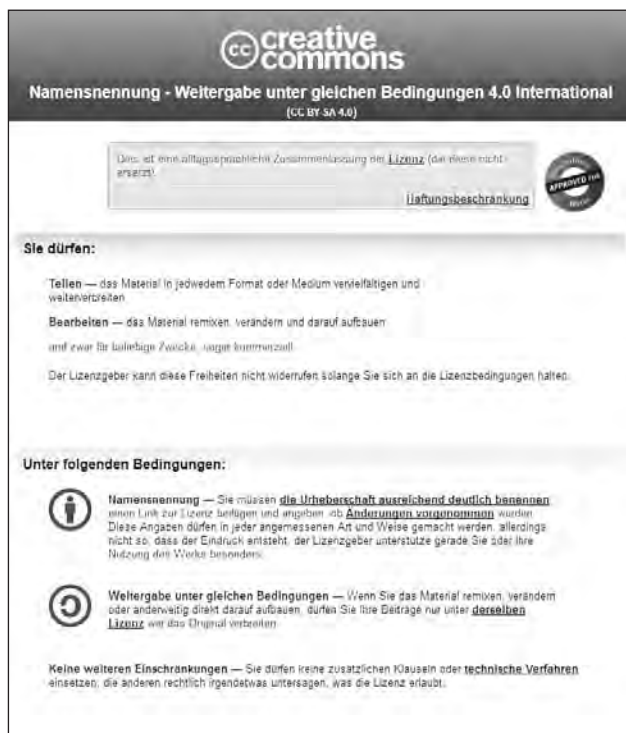 cc creative
commons
Namensnennung - Weitergabe unter gleichen Bedingungen 4.0 International
(CC BY-SA 4.0)
Dies ist eine alltagssprachliche Zusammenfassung der Lizenz (die diese nicht
ersetzt).
Haftungsbeschränkung
APPROVED FOR
Sie dürfen:
Teilen — das Material in jedwedem Format oder Medium vervielfältigen und
weiterverbreiten
Bearbeiten — das Material remixen, verändern und darauf aufbauen
und zwar für beliebige Zwecke, sogar kommerziell.
Der Lizenzgeber kann diese Freiheiten nicht widerrufen solange Sie sich an die Lizenzbedingungen halten.
Unter folgenden Bedingungen:
Namensnennung — Sie müssen die Urheberschaft ausreichend deutlich benennen,
einen Link zur Lizenz beifügen und angeben, ob Änderungen vorgenommen wurden.
Diese Angaben dürfen in jeder angemessenen Art und Weise gemacht werden, allerdings
nicht so, dass der Eindruck entsteht, der Lizenzgeber unterstütze gerade Sie oder Ihre
Nutzung des Werks besonders.
Weitergabe unter gleichen Bedingungen — Wenn Sie das Material remixen, verändern
oder anderweitig direkt darauf aufbauen, dürfen Sie Ihre Beiträge nur unter derselben
Lizenz wie das Original verbreiten.
Keine weiteren Einschränkungen — Sie dürfen keine zusätzlichen Klauseln oder technische Verfahren
einsetzen, die anderen rechtlich irgendetwas untersagen, was die Lizenz erlaubt.